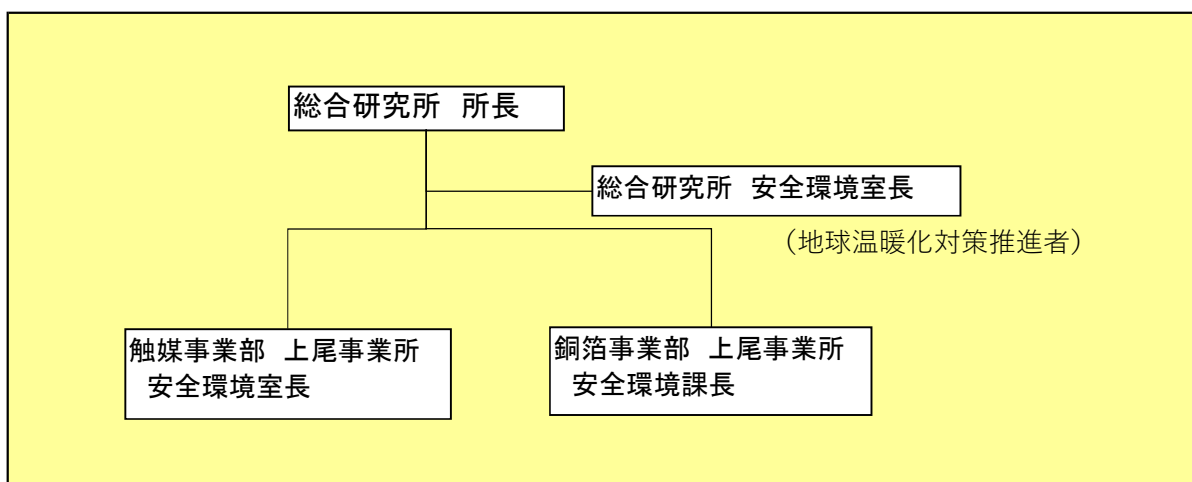 総合研究所　所長
総合研究所　安全環境室長
（地球温暖化対策推進者）
触媒事業部　上尾事業所
安全環境室長
銅箔事業部　上尾事業所
安全環境課長